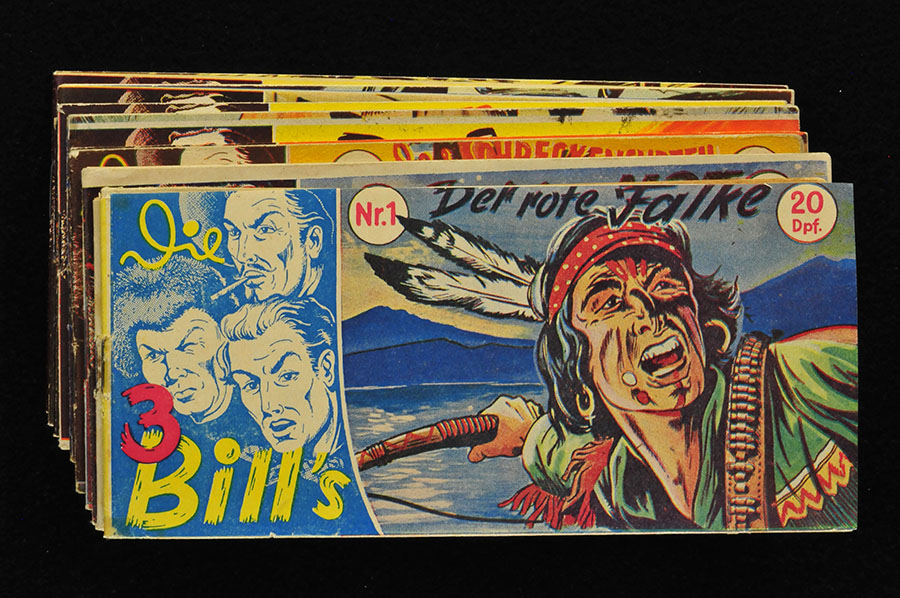 Die
3
Bill's
Nr.1
Der rote Falke
20
Dpf.